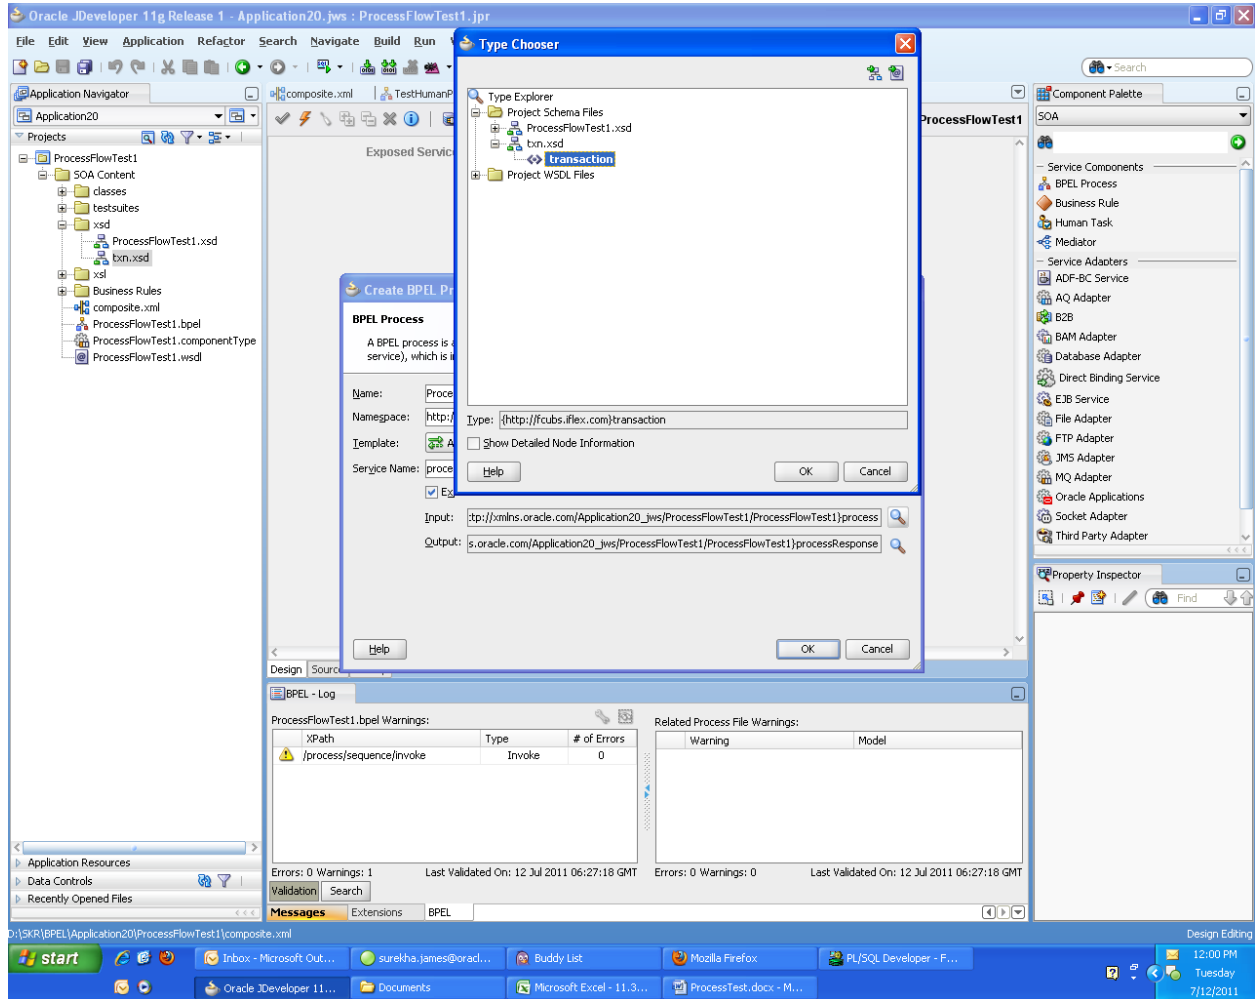 Oracle JDeveloper 11g Release 1 - Application20.jws : ProcessFlowTest1.jpr
File Edit View Application Refactor Search Navigate Build Run
Search
Application Navigator
Application20
Projects
ProcessFlowTest1
SOA Content
classes
testsuites
xsd
ProcessFlowTest1.xsd
txn.xsd
xsl
Business Rules
composite.xml
ProcessFlowTest1.bpel
ProcessFlowTest1.componentType
ProcessFlowTest1.wsdl
Application Resources
Data Controls
Recently Opened Files
composite.xml
TestHumanP
ProcessFlowTest1
Exposed Servic
Type Chooser
Type Explorer
Project Schema Files
ProcessFlowTest1.xsd
txn.xsd
transaction
Project WSDL Files
Type: {http://fcubs.iflex.com}transaction
Show Detailed Node Information
Help OK Cancel
Create BPEL Pr
BPEL Process
A BPEL process is a
service), which is i
Name: Proce
Namespace: http:/
Template: A
Service Name: proce
Ex
Input: :tp://xmlns.oracle.com/Application20_jws/ProcessFlowTest1/ProcessFlowTest1}process
Output: s.oracle.com/Application20_jws/ProcessFlowTest1/ProcessFlowTest1}processResponse
Help OK Cancel
Design Source
BPEL - Log
ProcessFlowTest1.bpel Warnings:
XPath Type # of Errors
/process/sequence/invoke Invoke 0
Errors: 0 Warnings: 1 Last Validated On: 12 Jul 2011 06:27:18 GMT
Related Process File Warnings:
Warning Model
Errors: 0 Warnings: 0 Last Validated On: 12 Jul 2011 06:27:18 GMT
Validation Search
Messages Extensions BPEL
Component Palette
SOA
Service Components
BPEL Process
Business Rule
Human Task
Mediator
Service Adapters
ADF-BC Service
AQ Adapter
B2B
BAM Adapter
Database Adapter
Direct Binding Service
EJB Service
File Adapter
FTP Adapter
JMS Adapter
MQ Adapter
Oracle Applications
Socket Adapter
Third Party Adapter
Property Inspector
Find
D:\SKR\BPEL\Application20\ProcessFlowTest1\composite.xml
Design Editing
start
Inbox - Microsoft Out...
surekha.james@oracl...
Buddy List
Mozilla Firefox
PL/SQL Developer - F...
12:00 PM
Oracle JDeveloper 11...
Documents
Microsoft Excel - 11.3...
ProcessTest.docx - M...
Tuesday
7/12/2011